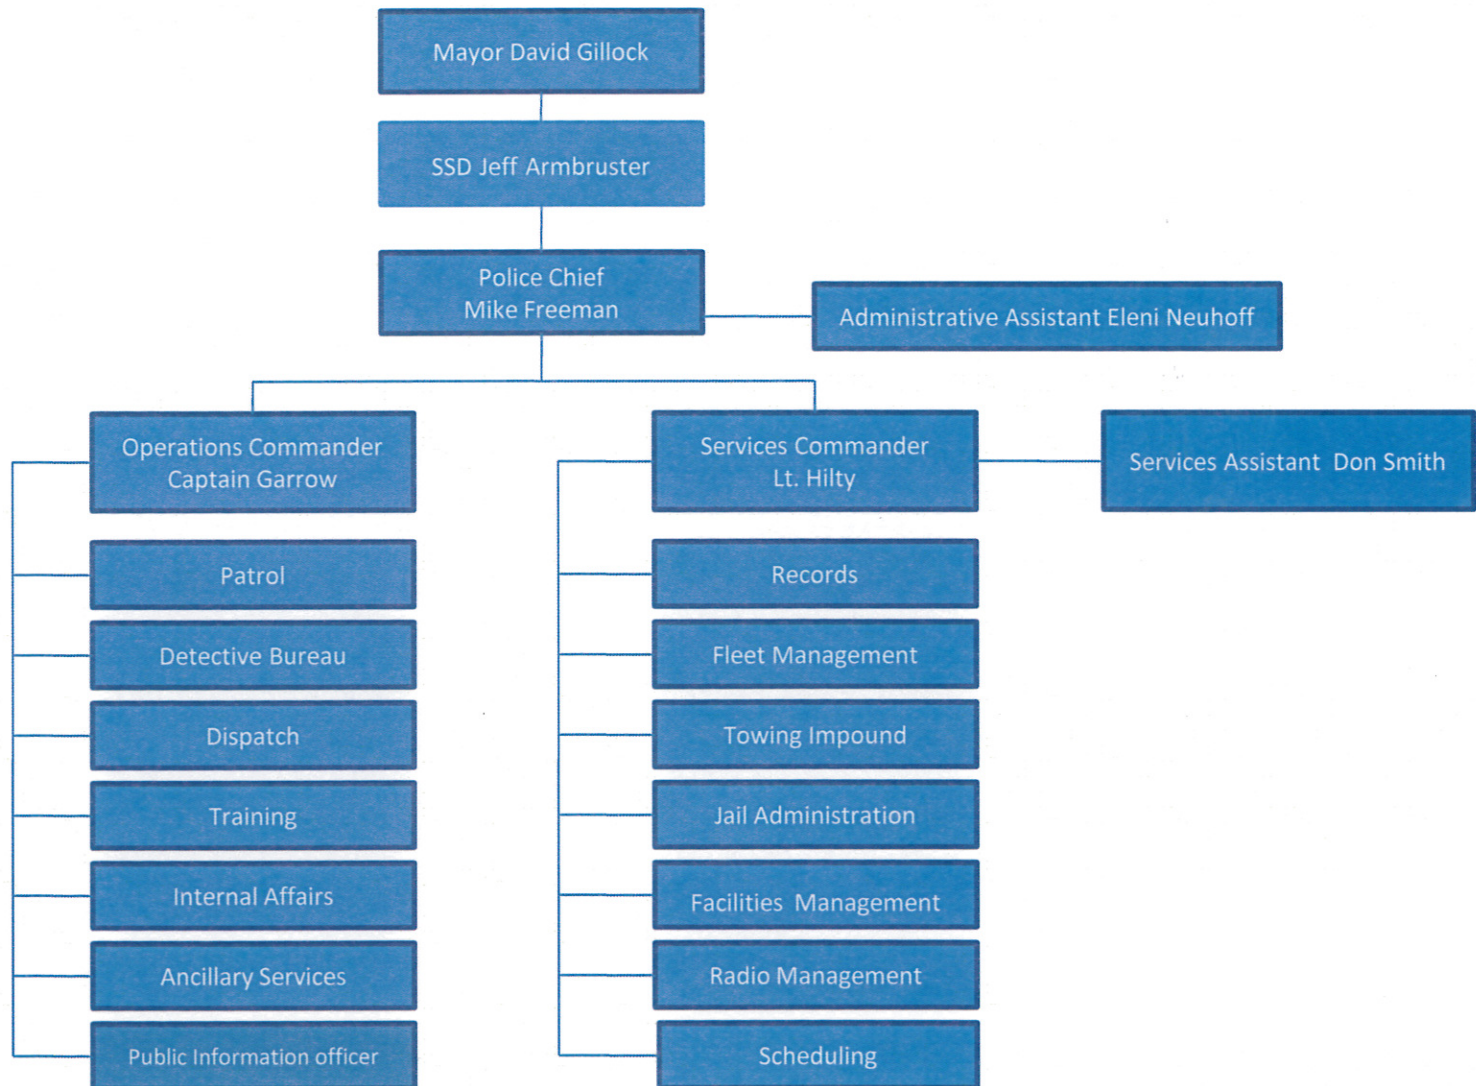 Mayor David Gillock
SSD Jeff Armbruster
Police Chief
Mike Freeman
Administrative Assistant Eleni Neuhoff
Operations Commander
Captain Garrow
Services Commander
Lt. Hilty
Services Assistant Don Smith
Patrol
Detective Bureau
Dispatch
Training
Internal Affairs
Ancillary Services
Public Information officer
Records
Fleet Management
Towing Impound
Jail Administration
Facilities Management
Radio Management
Scheduling